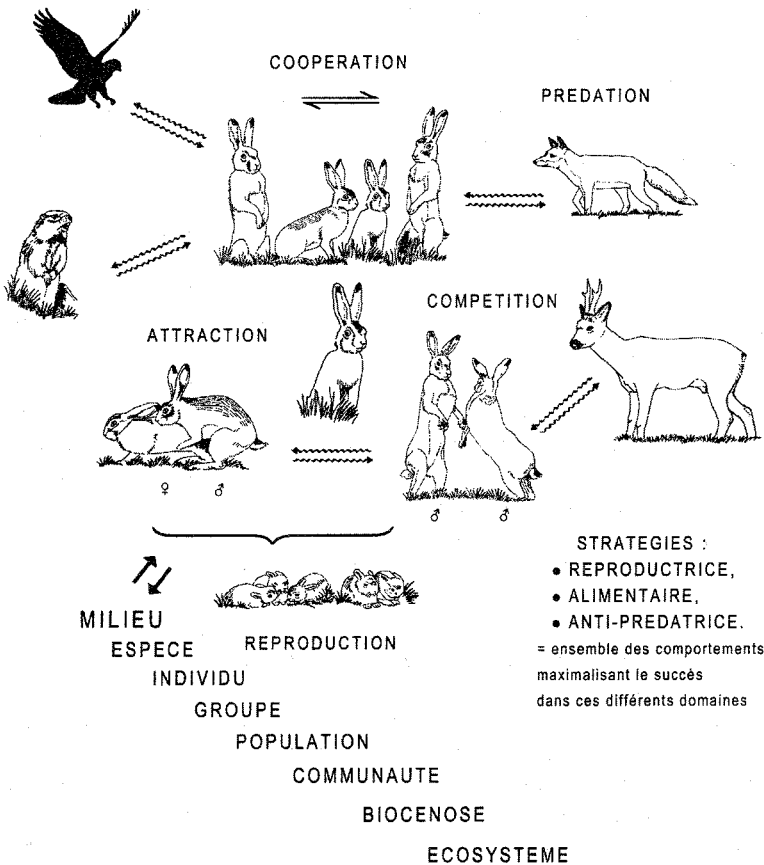 COOPERATION
PREDATION
COMPETITION
ATTRACTION
♀ ♂
♂ ♂
STRATEGIES :
• REPRODUCTRICE,
• ALIMENTAIRE,
• ANTI-PREDATRICE.
= ensemble des comportements
maximalisant le succès
dans ces différents domaines
REPRODUCTION
MILIEU
ESPECE
INDIVIDU
GROUPE
POPULATION
COMMUNAUTE
BIOCENOSE
ECOSYSTEME